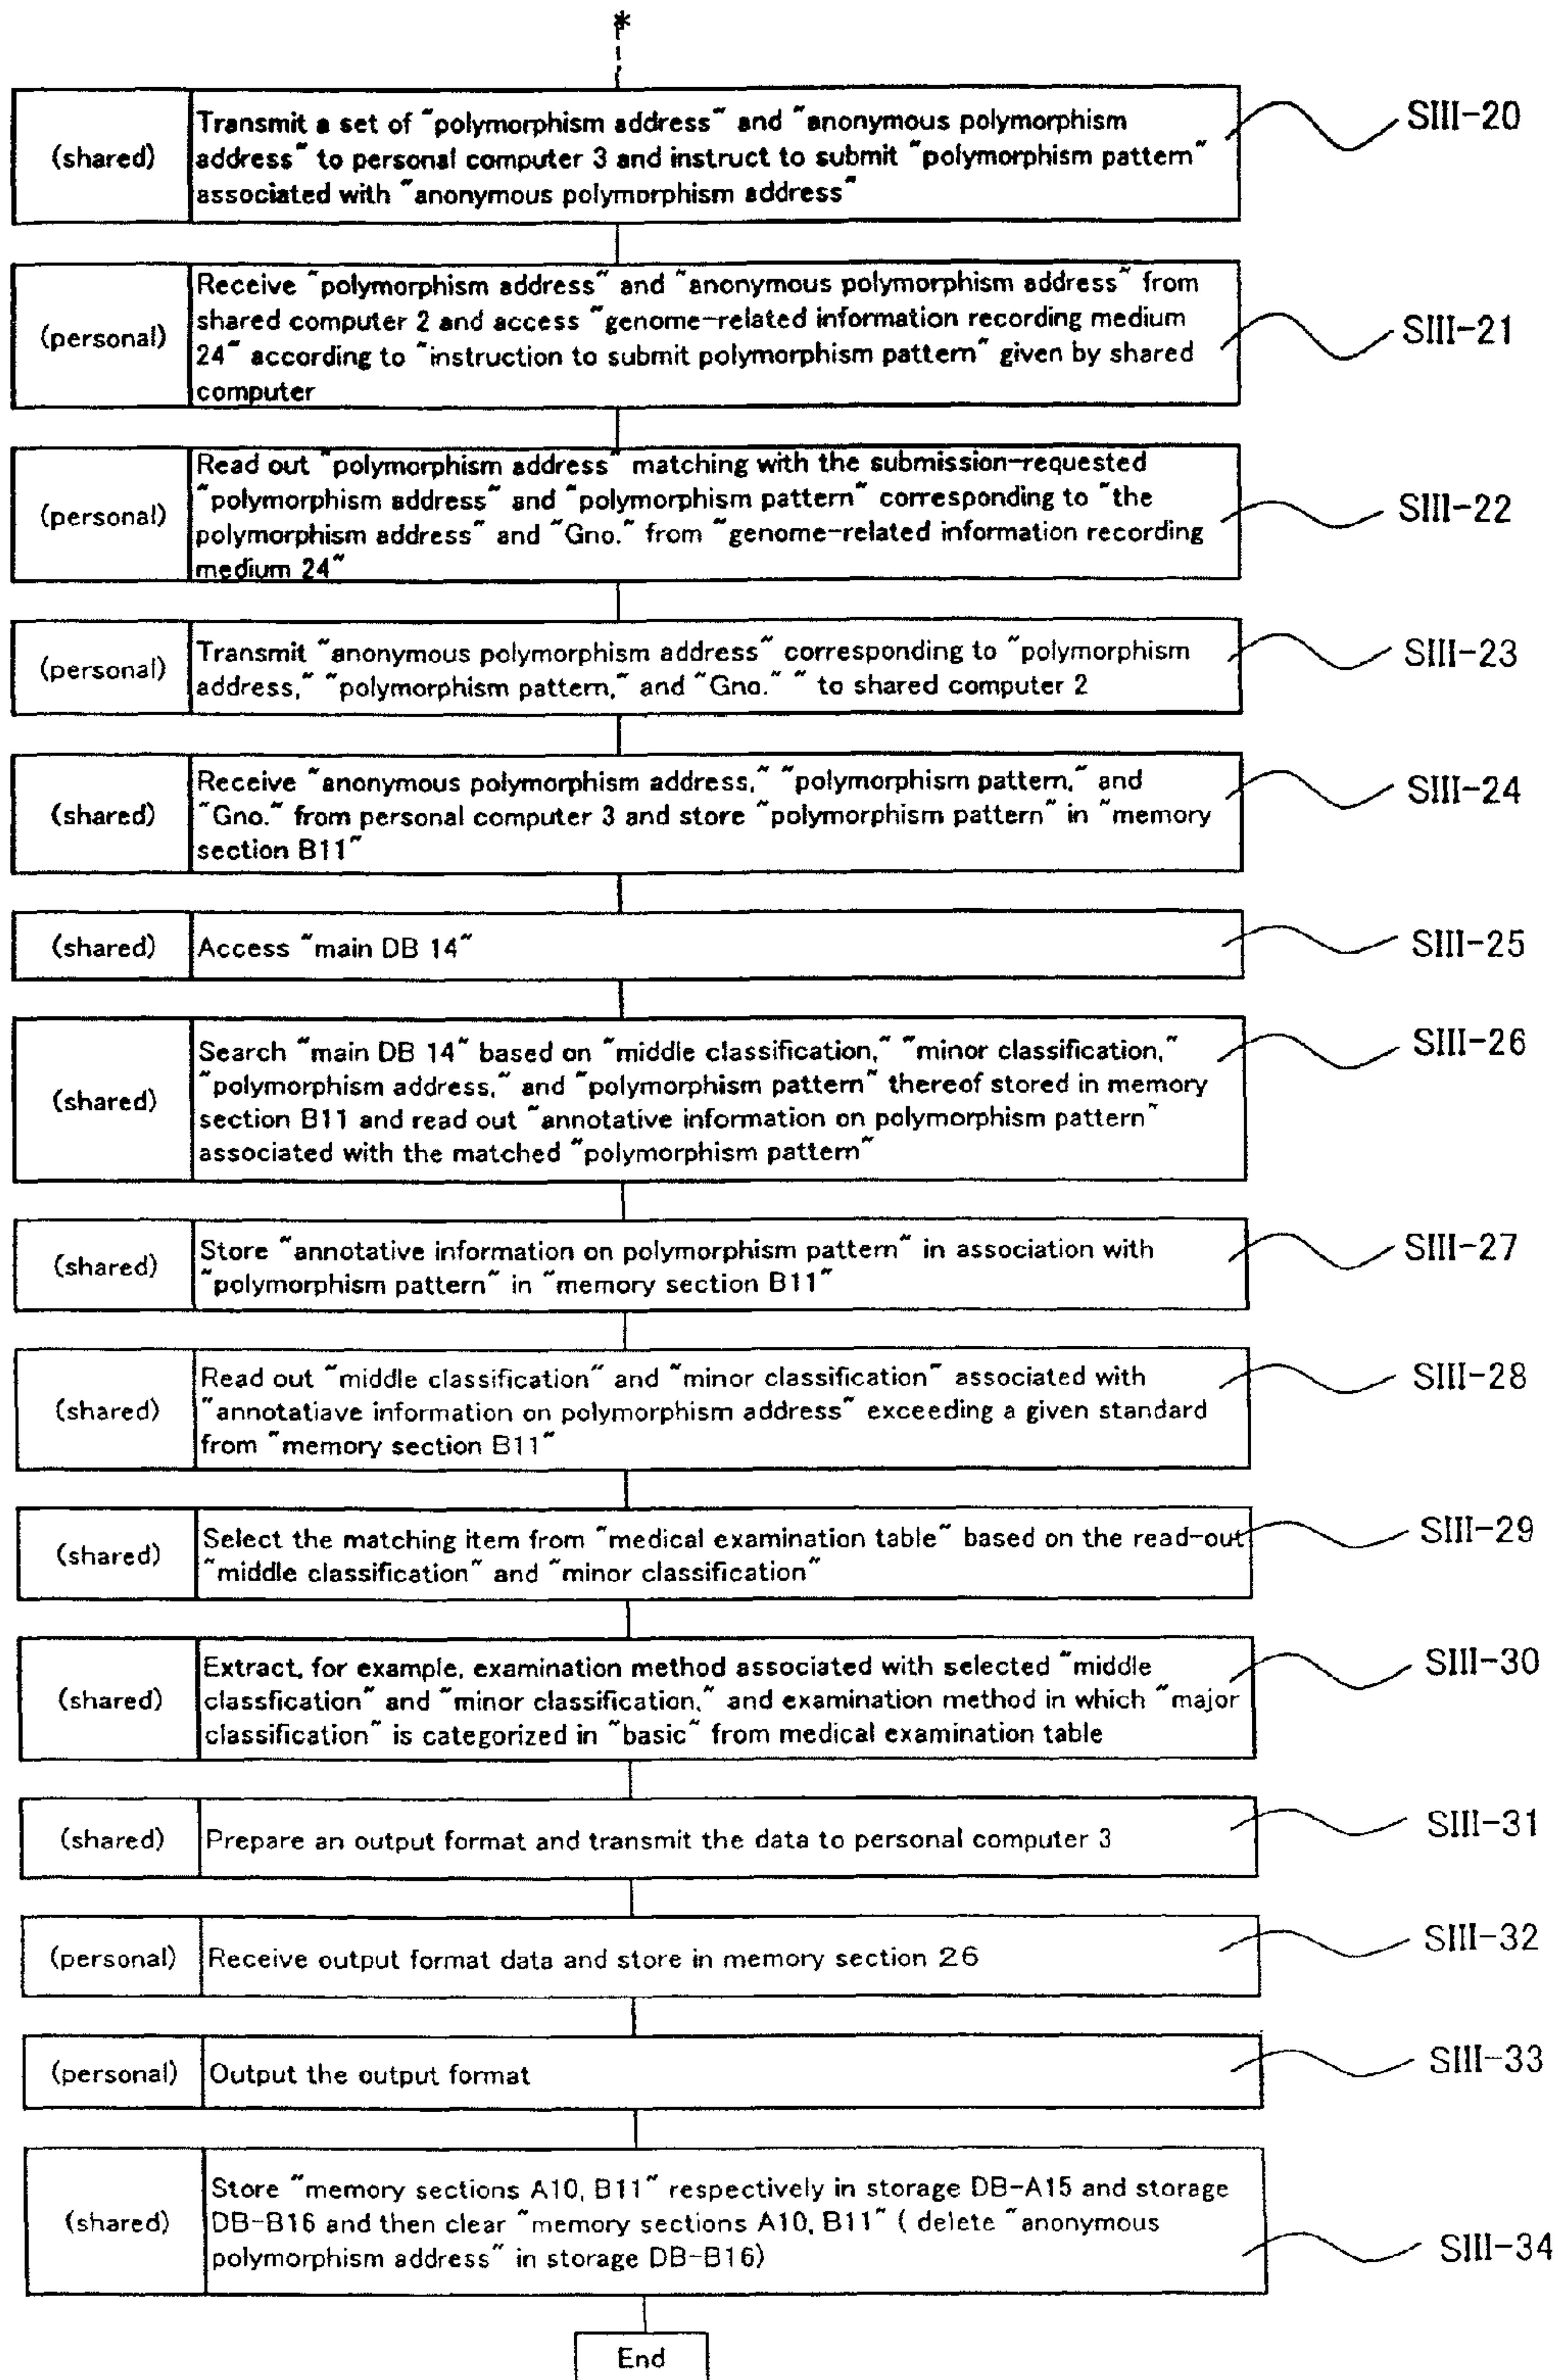 *
(shared)
Transmit a set of "polymorphism address" and "anonymous polymorphism
address" to personal computer 3 and instruct to submit "polymorphism pattern"
associated with "anonymous polymorphism address"
SIII-20
(personal)
Receive "polymorphism address" and "anonymous polymorphism address" from
shared computer 2 and access "genome-related information recording medium
24" according to "instruction to submit polymorphism pattern" given by shared
computer
SIII-21
(personal)
Read out "polymorphism address" matching with the submission-requested
"polymorphism address" and "polymorphism pattern" corresponding to "the
polymorphism address" and "Gno." from "genome-related information recording
medium 24"
SIII-22
(personal)
Transmit "anonymous polymorphism address" corresponding to "polymorphism
address," "polymorphism pattern," and "Gno." " to shared computer 2
SIII-23
(shared)
Receive "anonymous polymorphism address," "polymorphism pattern," and
"Gno." from personal computer 3 and store "polymorphism pattern" in "memory
section B11"
SIII-24
(shared)
Access "main DB 14"
SIII-25
(shared)
Search "main DB 14" based on "middle classification," "minor classification,"
"polymorphism address," and "polymorphism pattern" thereof stored in memory
section B11 and read out "annotative information on polymorphism pattern"
associated with the matched "polymorphism pattern"
SIII-26
(shared)
Store "annotative information on polymorphism pattern" in association with
"polymorphism pattern" in "memory section B11"
SIII-27
(shared)
Read out "middle classification" and "minor classification" associated with
"annotatiave information on polymorphism address" exceeding a given standard
from "memory section B11"
SIII-28
(shared)
Select the matching item from "medical examination table" based on the read-out
"middle classification" and "minor classification"
SIII-29
(shared)
Extract, for example, examination method associated with selected "middle
classfication" and "minor classification," and examination method in which "major
classification" is categorized in "basic" from medical examination table
SIII-30
(shared)
Prepare an output format and transmit the data to personal computer 3
SIII-31
(personal)
Receive output format data and store in memory section 26
SIII-32
(personal)
Output the output format
SIII-33
(shared)
Store "memory sections A10, B11" respectively in storage DB-A15 and storage
DB-B16 and then clear "memory sections A10, B11" ( delete "anonymous
polymorphism address" in storage DB-B16)
SIII-34
End